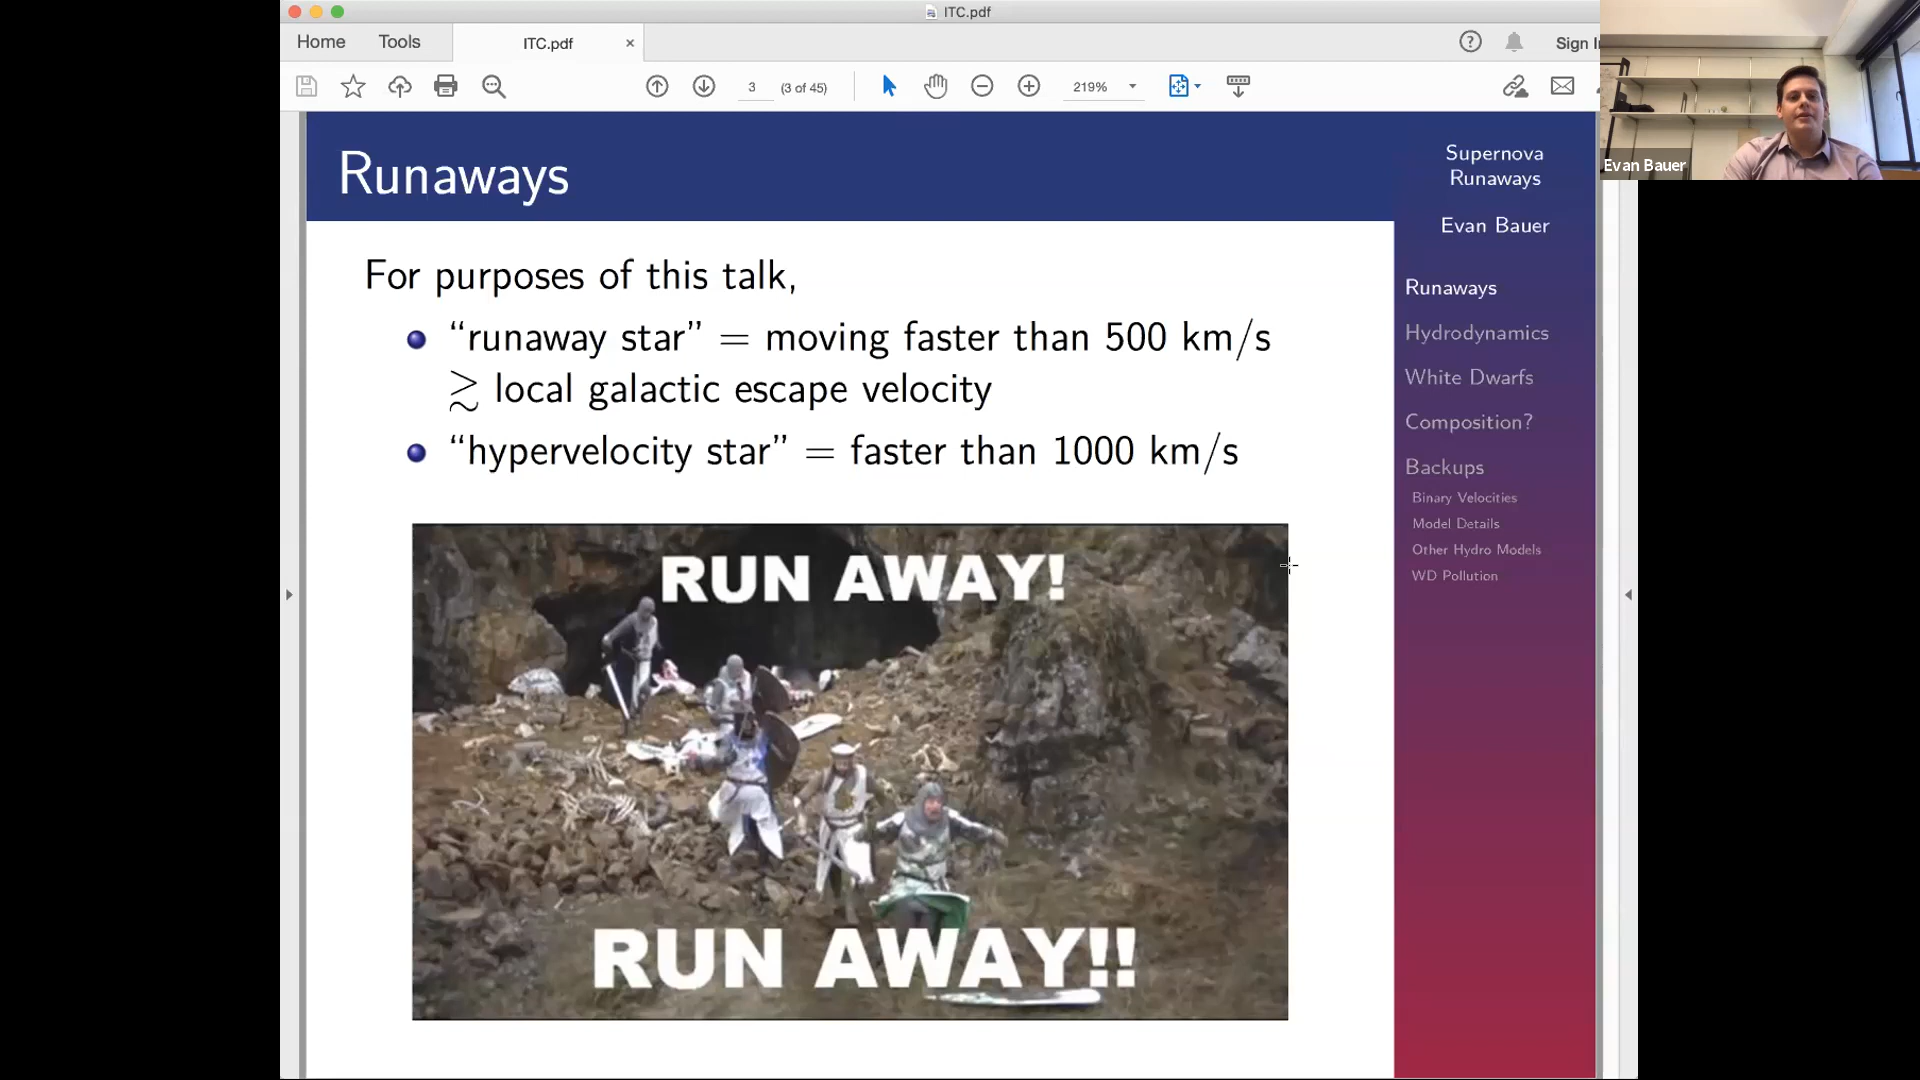 ITC.pdf
Home
Tools
ITC.pdf
×
Sign I
3
(3 of 45)
219%
Runaways
For purposes of this talk,
“runaway star” = moving faster than 500 km/s
≳ local galactic escape velocity
“hypervelocity star” = faster than 1000 km/s
RUN AWAY!
RUN AWAY!!
Supernova
Runaways
Evan Bauer
Runaways
Hydrodynamics
White Dwarfs
Composition?
Backups
Binary Velocities
Model Details
Other Hydro Models
WD Pollution
Evan Bauer